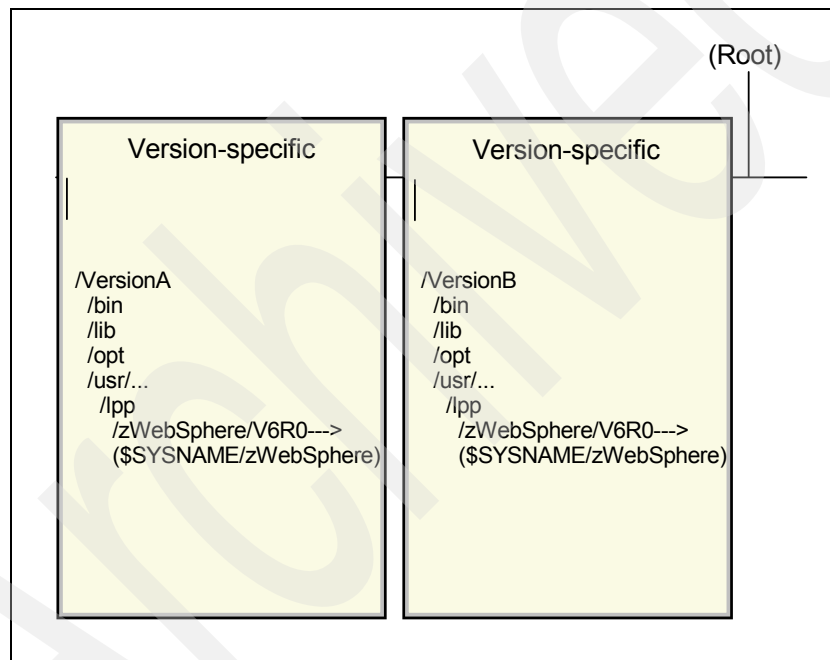 (Root)
Version-specific
/VersionA
/bin
/lib
/opt
/usr/...
/lpp
/zWebSphere/V6R0--->
($SYSNAME/zWebSphere)
Version-specific
/VersionB
/bin
/lib
/opt
/usr/...
/lpp
/zWebSphere/V6R0--->
($SYSNAME/zWebSphere)